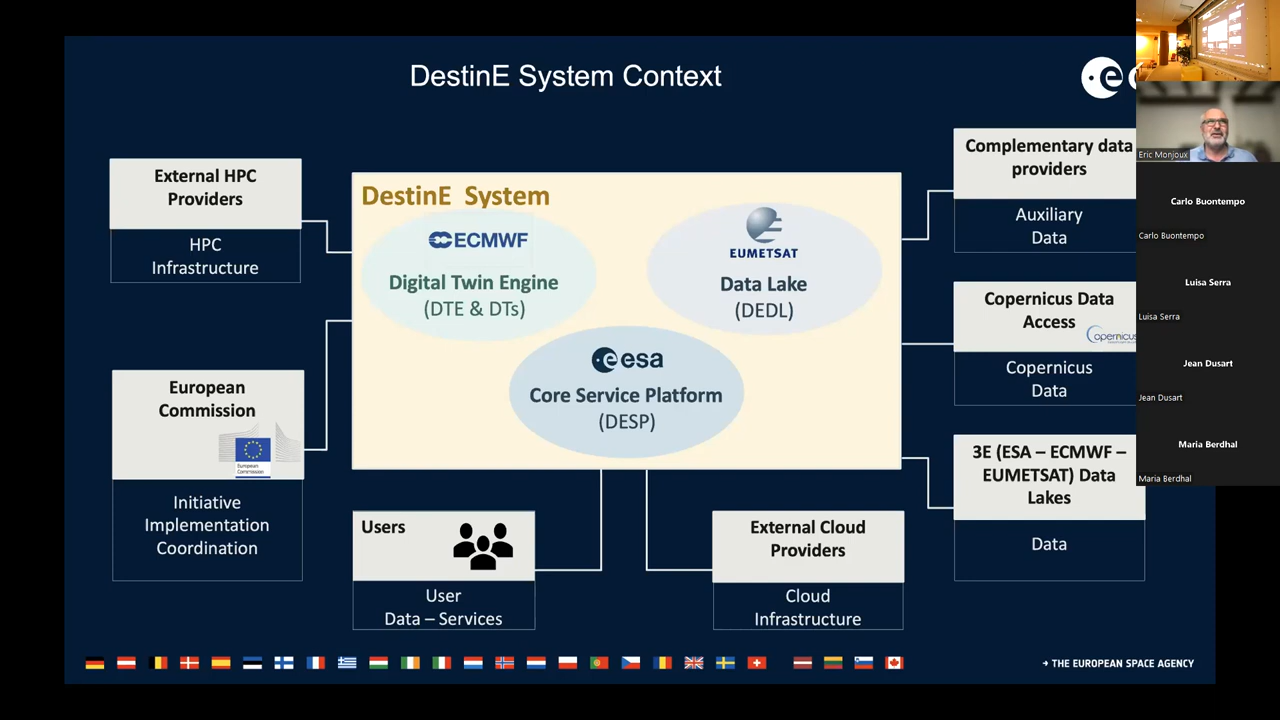 DestinE System Context
External HPC
Providers
HPC
Infrastructure
European
Commission
European
Commission
Initiative
Implementation
Coordination
DestinE System
ECMWF
Digital Twin Engine
(DTE & DTs)
EUMETSAT
Data Lake
(DEDL)
esa
Core Service Platform
(DESP)
Users
User
Data – Services
External Cloud
Providers
Cloud
Infrastructure
Complementary data
providers
Auxiliary
Data
Copernicus Data
Access
opernicus
Copernicus
Data
3E (ESA – ECMWF –
EUMETSAT) Data
Lakes
Data
→ THE EUROPEAN SPACE AGENCY
Eric Monjoux
Carlo Buontempo
Carlo Buontempo
Luisa Serra
Luisa Serra
Jean Dusart
Jean Dusart
Maria Berdhal
Maria Berdhal